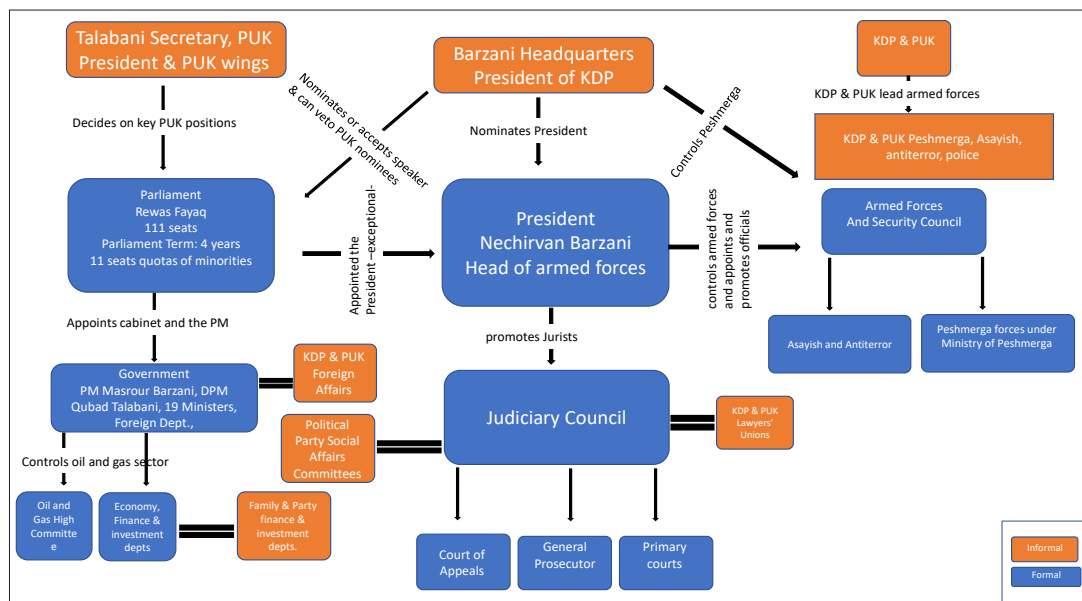 Talabani Secretary, PUK
President & PUK wings
Barzani Headquarters
President of KDP
KDP & PUK
Decides on key PUK positions
Nominates or accepts speaker
& can veto PUK nominees
Nominates President
Controls Peshmerga
KDP & PUK lead armed forces
KDP & PUK Peshmerga, Asayish,
antiterror, police
Parliament
Rewas Fayaq
111 seats
Parliament Term: 4 years
11 seats quotas of minorities
Appointed the
President –exceptional-
President
Nechirvan Barzani
Head of armed forces
controls armed forces
and appoints and
promotes officials
Armed Forces
And Security Council
Appoints cabinet and the PM
promotes Jurists
Asayish and Antiterror
Peshmerga forces under
Ministry of Peshmerga
Government
PM Masrour Barzani, DPM
Qubad Talabani, 19 Ministers,
Foreign Dept.,
KDP & PUK
Foreign
Affairs
Political
Party Social
Affairs
Committees
Judiciary Council
KDP & PUK
Lawyers'
Unions
Controls oil and gas sector
Oil and
Gas High
Committe
e
Economy,
Finance &
investment
depts
Family & Party
finance &
investment
depts.
Court of
Appeals
General
Prosecutor
Primary
courts
Informal
Formal